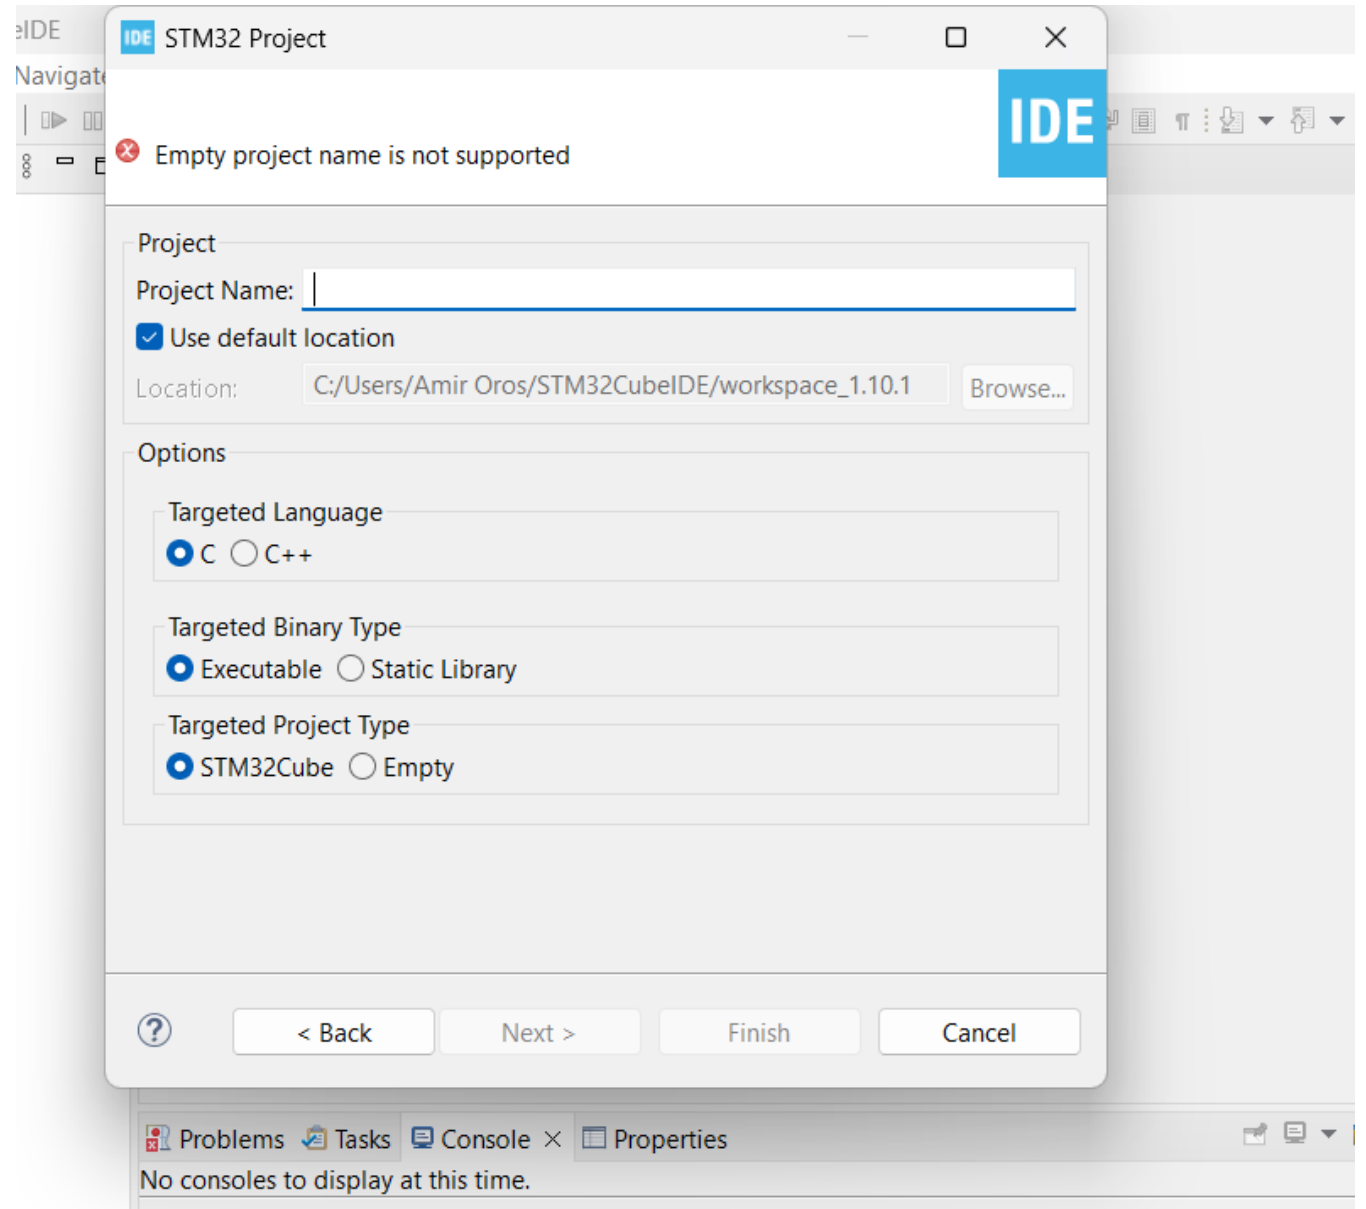 eIDE
IDE STM32 Project
Navigate
IDE
Empty project name is not supported
Project
Project Name:
Use default location
Location: C:/Users/Amir Oros/STM32CubeIDE/workspace_1.10.1 Browse...
Options
Targeted Language
C C++
Targeted Binary Type
Executable Static Library
Targeted Project Type
STM32Cube Empty
? < Back Next > Finish Cancel
Problems Tasks Console Properties
No consoles to display at this time.